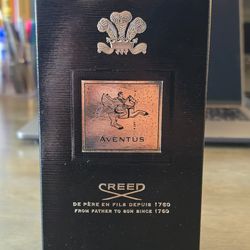 AVENTUS
CREED
DE PÈRE EN FILS DEPUIS 1760
FROM FATHER TO SON SINCE 1760